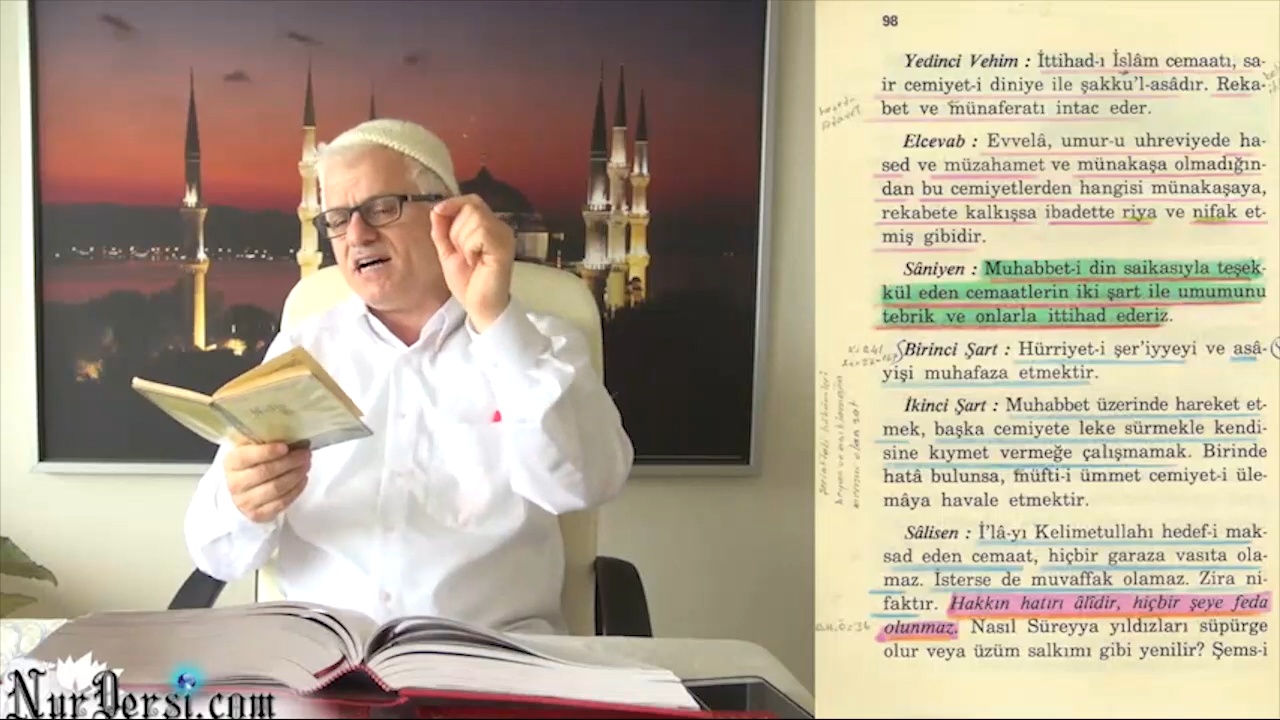 98
Yedinci Vehim : İttihad-ı İslâm cemaatı, sa-
ir cemiyet-i diniye ile şakku'l-asâdır. Reka-
bet ve münaferatı intac eder.
Elcevab : Evvelâ, umur-u uhreviyede ha-
sed ve müzahamet ve münakaşa olmadığın-
dan bu cemiyetlerden hangisi münakaşaya,
rekabete kalkışsa ibadette riya ve nifak et-
miş gibidir.
Sâniyen : Muhabbet-i din saikasıyla teşek-
kül eden cemaatlerin iki şart ile umumunu
tebrik ve onlarla ittihad ederiz.
Birinci Şart : Hürriyet-i şer'iyyeyi ve asâ-
yişi muhafaza etmektir.
İkinci Şart : Muhabbet üzerinde hareket et-
mek, başka cemiyete leke sürmekle kendi-
sine kıymet vermeğe çalışmamak. Birinde
hatâ bulunsa, müfti-i ümmet cemiyet-i üle-
mâya havale etmektir.
Sâlisen : İ'lâ-yı Kelimetullahı hedef-i mak-
sad eden cemaat, hiçbir garaza vasıta ola-
maz. İsterse de muvaffak olamaz. Zira ni-
faktır. Hakkın hatırı âlîdir, hiçbir şeye feda
olunmaz. Nasıl Süreyya yıldızları süpürge
olur veya üzüm salkımı gibi yenilir? Şems-i
NurDersi.com